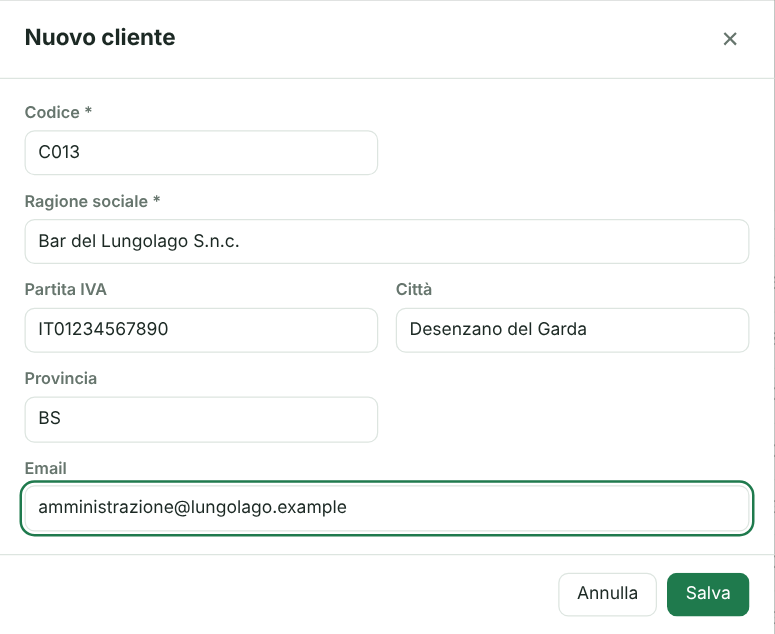 Nuovo cliente
Codice *
C013
Ragione sociale *
Bar del Lungolago S.n.c.
Partita IVA
Città
IT01234567890
Desenzano del Garda
Provincia
BS
Email
amministrazione@lungolago.example
Annulla
Salva